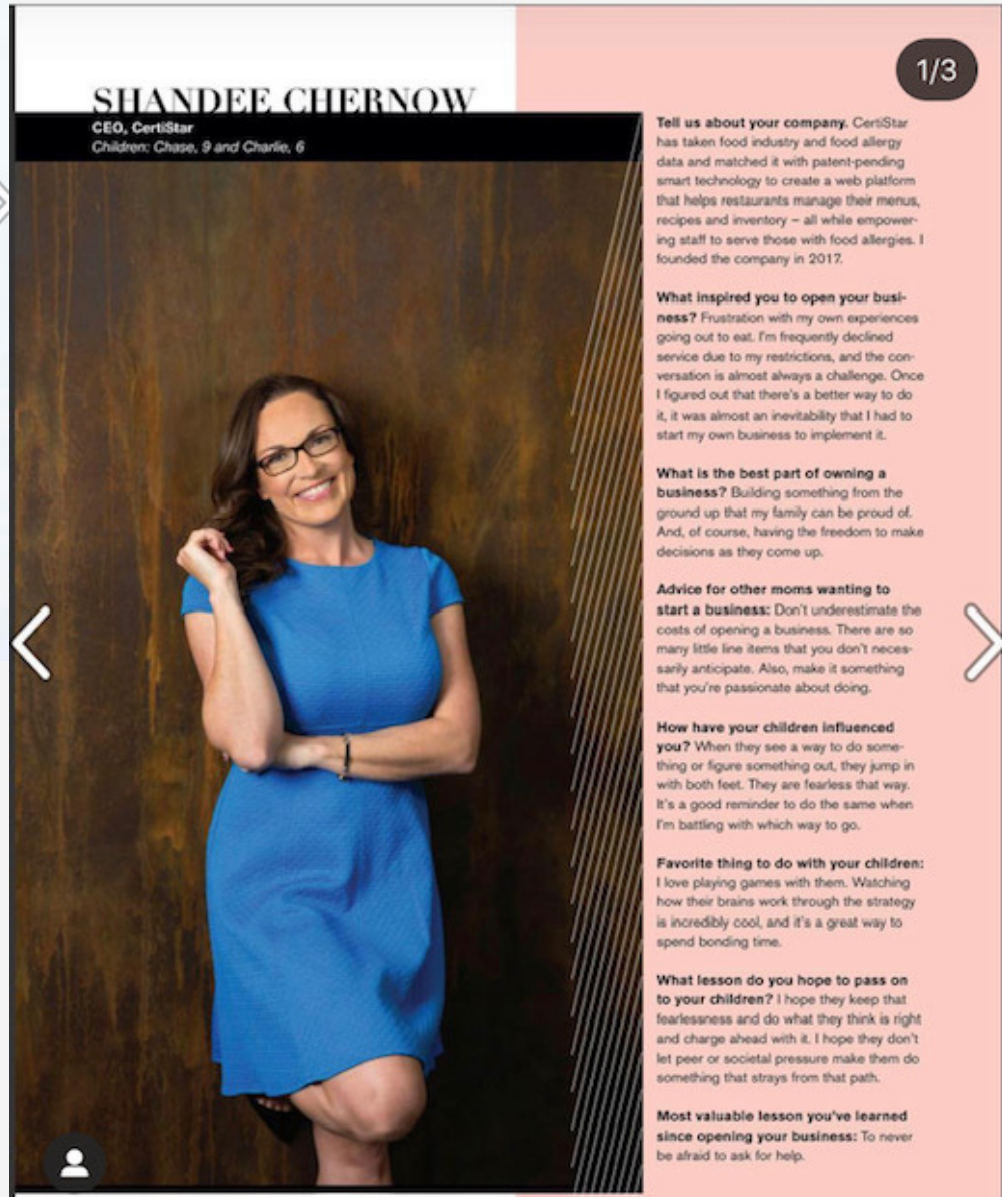 1/3
SHANDEE CHERNOW
CEO, CertiStar
Children: Chase, 9 and Charlie, 6
Tell us about your company. CertiStar
has taken food industry and food allergy
data and matched it with patent-pending
smart technology to create a web platform
that helps restaurants manage their menus,
recipes and inventory – all while empower-
ing staff to serve those with food allergies. I
founded the company in 2017.
What inspired you to open your busi-
ness? Frustration with my own experiences
going out to eat. I'm frequently declined
service due to my restrictions, and the con-
versation is almost always a challenge. Once
I figured out that there's a better way to do
it, it was almost an inevitability that I had to
start my own business to implement it.
What is the best part of owning a
business? Building something from the
ground up that my family can be proud of.
And, of course, having the freedom to make
decisions as they come up.
Advice for other moms wanting to
start a business: Don't underestimate the
costs of opening a business. There are so
many little line items that you don't neces-
sarily anticipate. Also, make it something
that you're passionate about doing.
How have your children influenced
you? When they see a way to do some-
thing or figure something out, they jump in
with both feet. They are fearless that way.
It's a good reminder to do the same when
I'm battling with which way to go.
Favorite thing to do with your children:
I love playing games with them. Watching
how their brains work through the strategy
is incredibly cool, and it's a great way to
spend bonding time.
What lesson do you hope to pass on
to your children? I hope they keep that
fearlessness and do what they think is right
and charge ahead with it. I hope they don't
let peer or societal pressure make them do
something that strays from that path.
Most valuable lesson you've learned
since opening your business: To never
be afraid to ask for help.